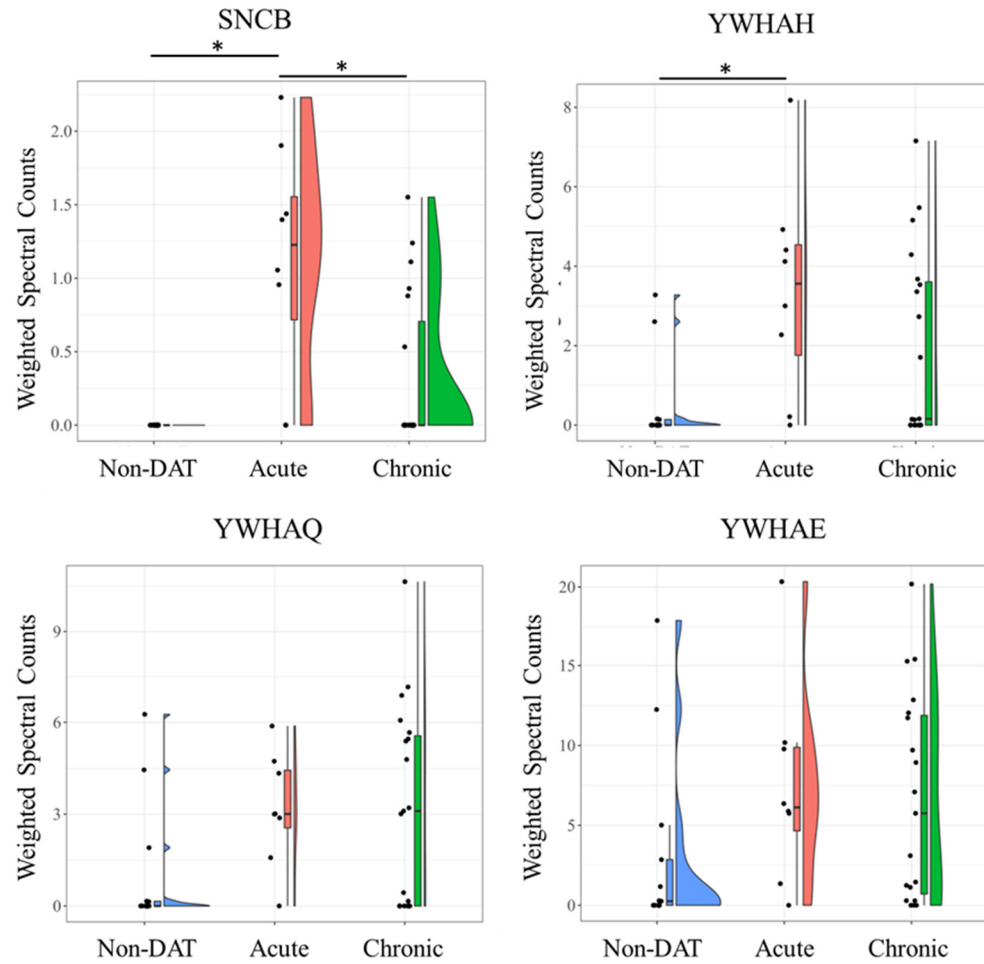 SNCB
*
*
Weighted Spectral Counts
2.0
1.5
1.0
0.5
0.0
Non-DAT Acute Chronic
YWHAH
*
Weighted Spectral Counts
8
6
4
2
0
Non-DAT Acute Chronic
YWHAQ
Weighted Spectral Counts
9
6
3
0
Non-DAT Acute Chronic
YWHAE
Weighted Spectral Counts
20
15
10
5
0
Non-DAT Acute Chronic